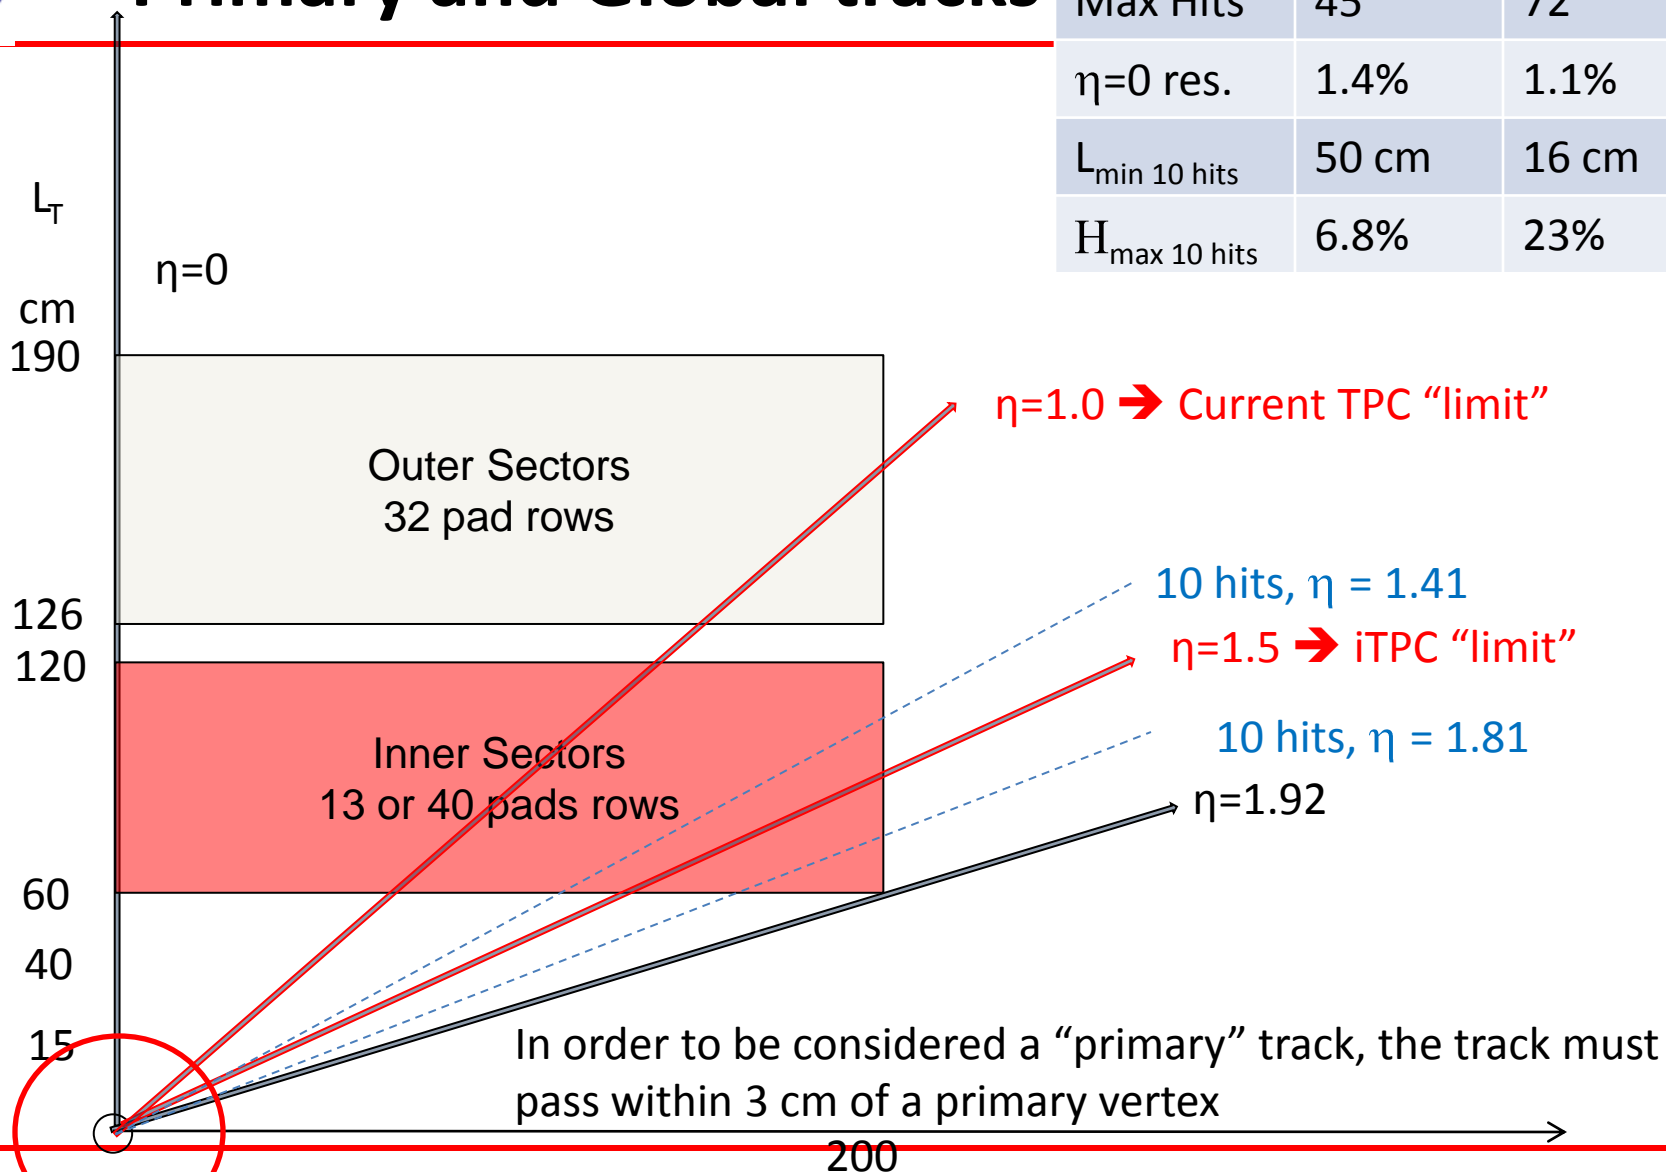 Primary and Global tracks
Max Hits 45 72
η=0 res. 1.4% 1.1%
Lmin 10 hits 50 cm 16 cm
Hmax 10 hits 6.8% 23%
LT
η=0
cm
190
η=1.0 ➔ Current TPC “limit”
Outer Sectors
32 pad rows
10 hits, η = 1.41
126
η=1.5 ➔ iTPC “limit”
120
10 hits, η = 1.81
Inner Sectors
13 or 40 pads rows
η=1.92
60
40
15
In order to be considered a “primary” track, the track must
pass within 3 cm of a primary vertex
200